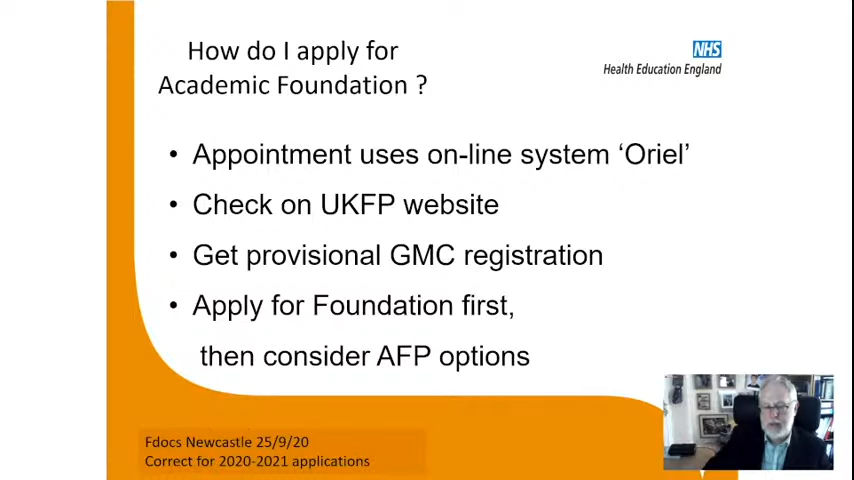 How do I apply for
Academic Foundation ?
NHS
Health Education England
• Appointment uses on-line system ‘Oriel’
• Check on UKFP website
• Get provisional GMC registration
• Apply for Foundation first,
then consider AFP options
Fdocs Newcastle 25/9/20
Correct for 2020-2021 applications